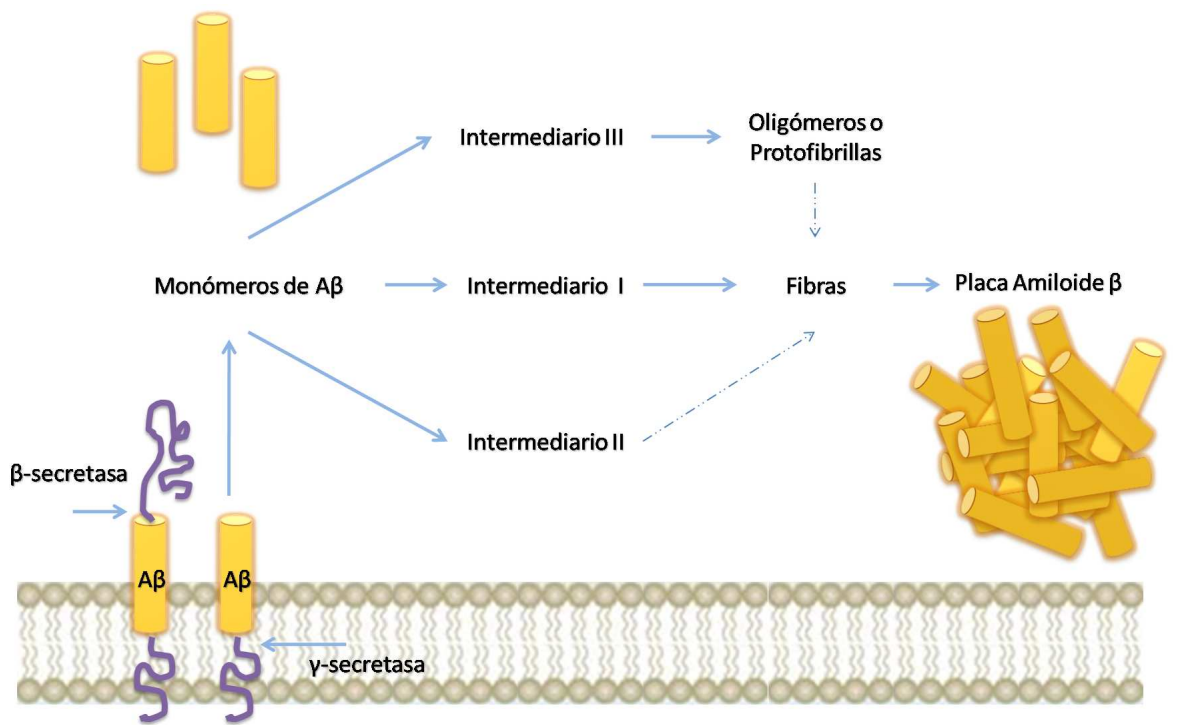 Intermediario III
Oligómeros o
Protofibrillas
Monómeros de Aβ
Intermediario I
Fibras
Placa Amiloide β
Intermediario II
β-secretasa
Aβ
Aβ
γ-secretasa